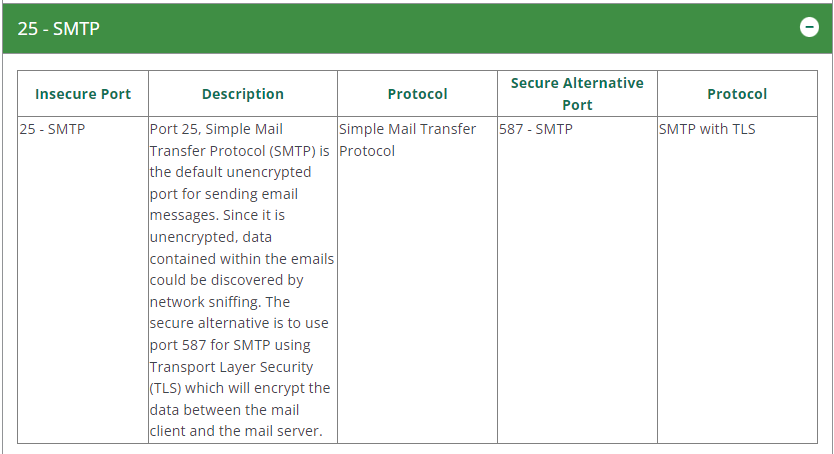 25 - SMTP
Insecure Port
Description
Protocol
Secure Alternative
Port
Protocol
25 - SMTP
Port 25, Simple Mail
Transfer Protocol (SMTP) is
the default unencrypted
port for sending email
messages. Since it is
unencrypted, data
contained within the emails
could be discovered by
network sniffing. The
secure alternative is to use
port 587 for SMTP using
Transport Layer Security
(TLS) which will encrypt the
data between the mail
client and the mail server.
Simple Mail Transfer
Protocol
587 - SMTP
SMTP with TLS